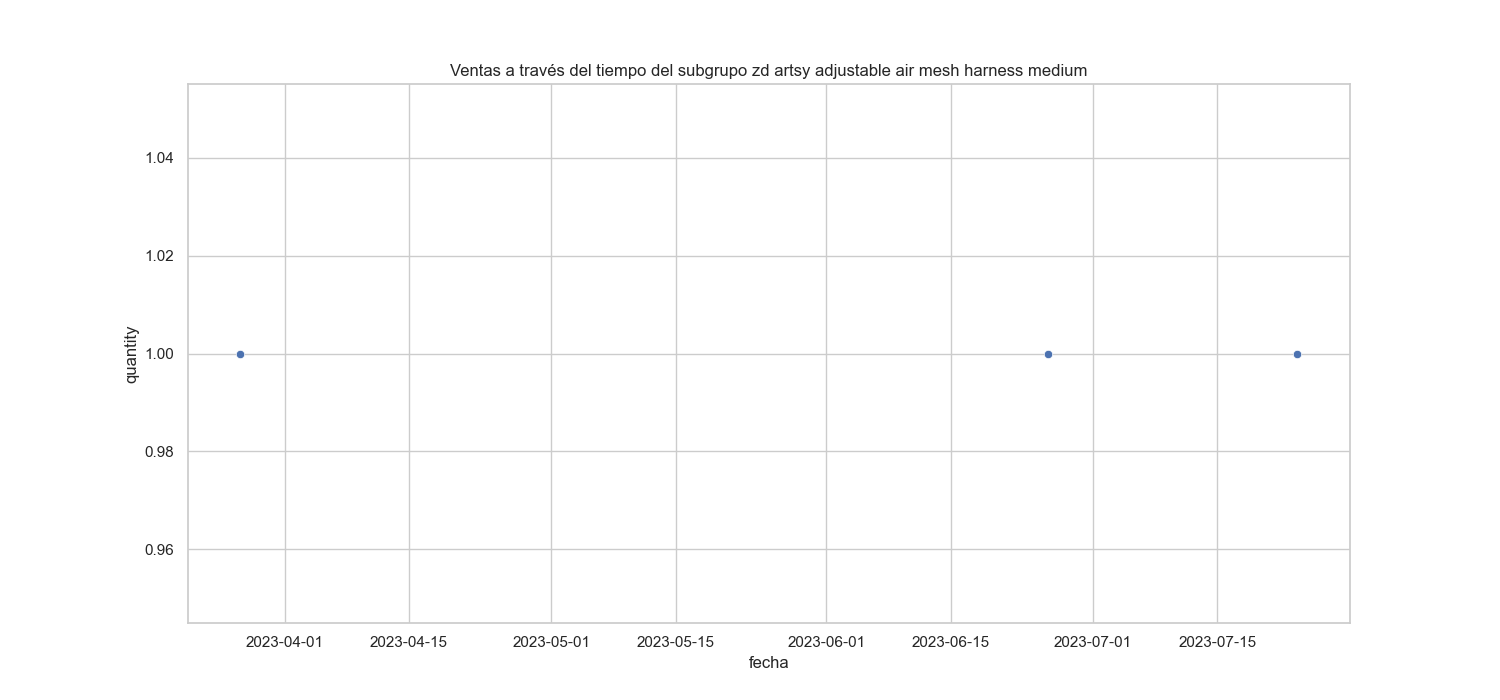 Ventas a través del tiempo del subgrupo zd artsy adjustable air mesh harness medium
1.04
1.02
1.00
0.98
0.96
quantity
2023-04-01 2023-04-15 2023-05-01 2023-05-15 2023-06-01 2023-06-15 2023-07-01 2023-07-15
fecha